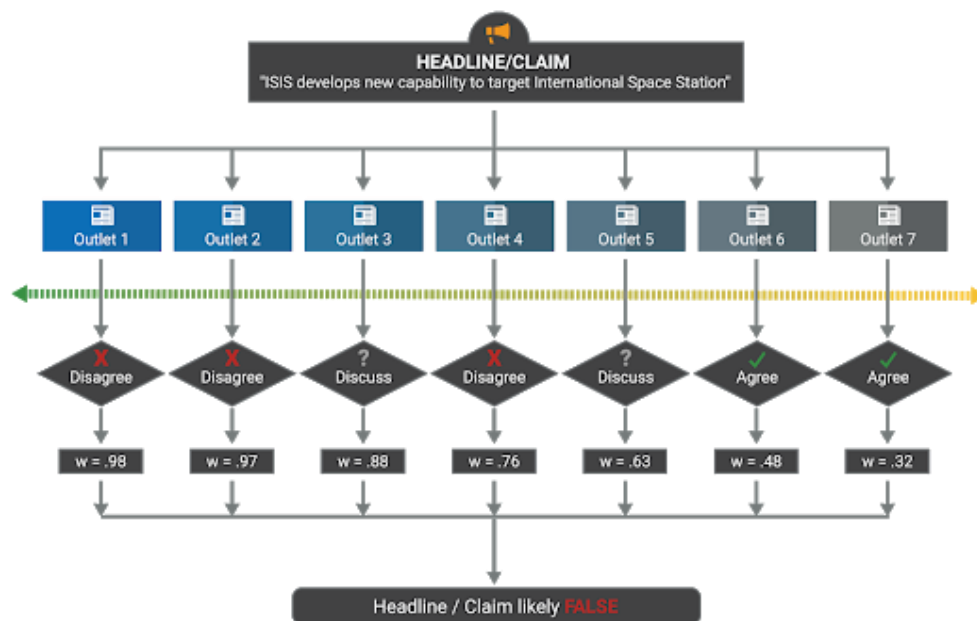 HEADLINE/CLAIM
"ISIS develops new capability to target International Space Station"
Outlet 1
Outlet 2
Outlet 3
Outlet 4
Outlet 5
Outlet 6
Outlet 7
X
X
?
X
?
Disagree
Disagree
Discuss
Disagree
Discuss
Agree
Agree
w = .98
w = .97
w = .88
w = .76
w = .63
w = .48
w = .32
Headline / Claim likely FALSE